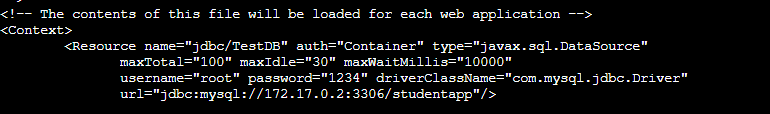 <!-- The contents of this file will be loaded for each web application -->
<Context>
<Resource name="jdbc/TestDB" auth="Container" type="javax.sql.DataSource"
maxTotal="100" maxIdle="30" maxWaitMillis="10000"
username="root" password="1234" driverClassName="com.mysql.jdbc.Driver"
url="jdbc:mysql://172.17.0.2:3306/studentapp"/>